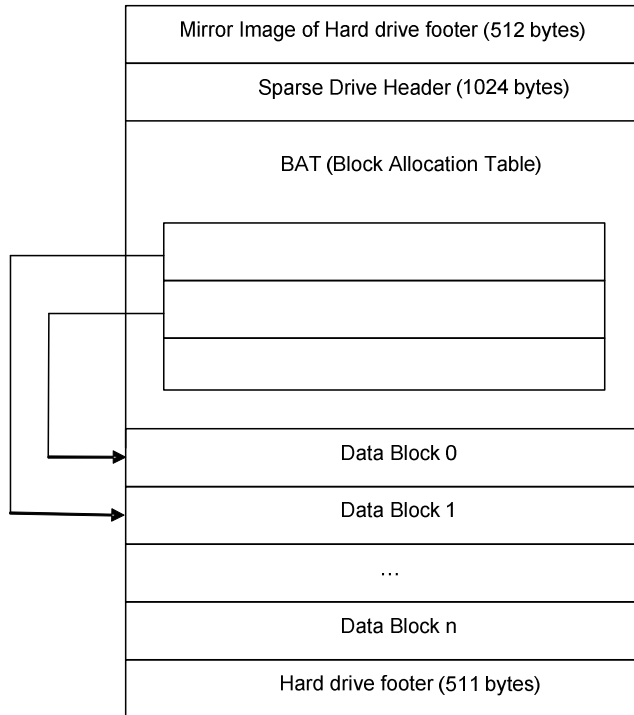 Mirror Image of Hard drive footer (512 bytes)
Sparse Drive Header (1024 bytes)
BAT (Block Allocation Table)
Data Block 0
Data Block 1
...
Data Block n
Hard drive footer (511 bytes)